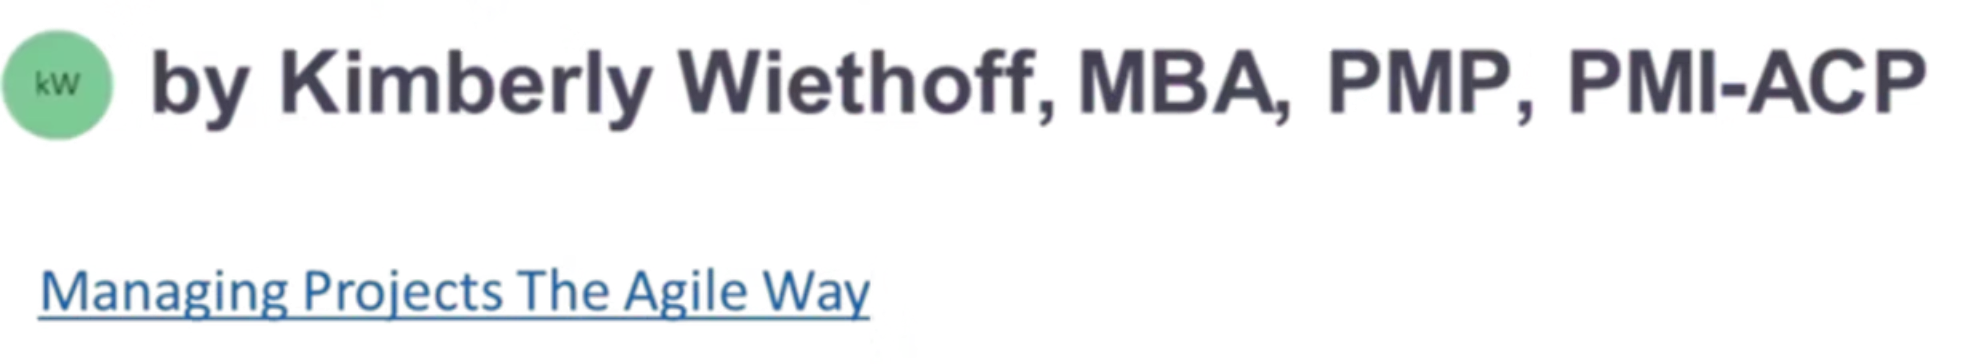 kW by Kimberly Wiethoff, MBA, PMP, PMI-ACP
Managing Projects The Agile Way